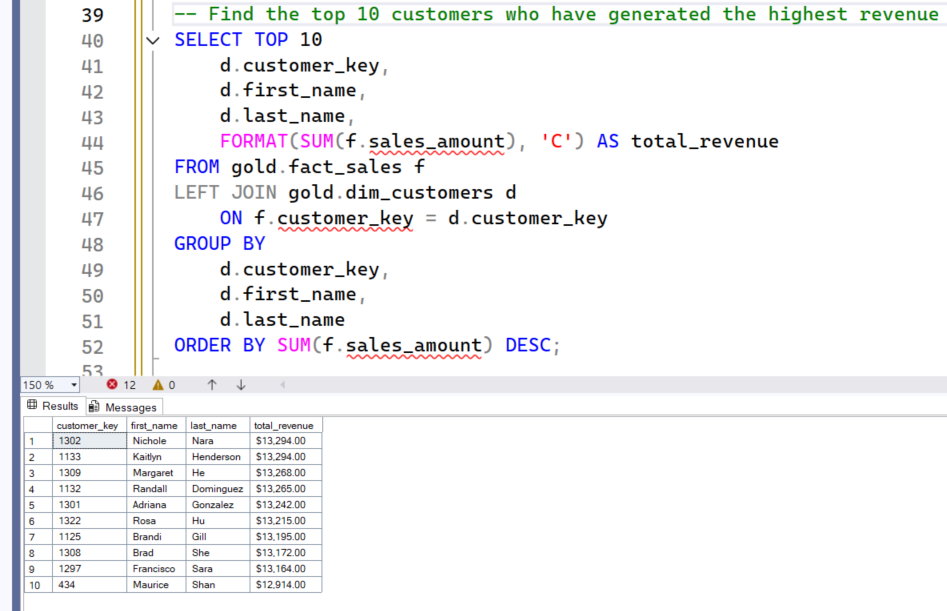 39 -- Find the top 10 customers who have generated the highest revenue
40 SELECT TOP 10
41 d.customer_key,
42 d.first_name,
43 d.last_name,
44 FORMAT(SUM(f.sales_amount), 'C') AS total_revenue
45 FROM gold.fact_sales f
46 LEFT JOIN gold.dim_customers d
47 ON f.customer_key = d.customer_key
48 GROUP BY
49 d.customer_key,
50 d.first_name,
51 d.last_name
52 ORDER BY SUM(f.sales_amount) DESC;
53
150 % 12 0
Results Messages
customer_key first_name last_name total_revenue
1 1302 Nichole Nara $13,294.00
2 1133 Kaitlyn Henderson $13,294.00
3 1309 Margaret He $13,268.00
4 1132 Randall Dominguez $13,265.00
5 1301 Adriana Gonzalez $13,242.00
6 1322 Rosa Hu $13,215.00
7 1125 Brandi Gill $13,195.00
8 1308 Brad She $13,172.00
9 1297 Francisco Sara $13,164.00
10 434 Maurice Shan $12,914.00